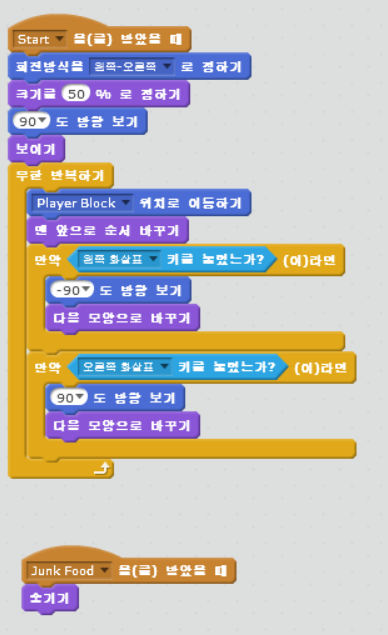 Start 을(를) 받았을 때
회전방식을 왼쪽-오른쪽 로 정하기
크기를 50 % 로 정하기
90 도 방향 보기
보이기
무한 반복하기
Player Block 위치로 이동하기
맨 앞으로 순서 바꾸기
만약 왼쪽 화살표 키를 눌렀는가? (이)라면
-90 도 방향 보기
다음 모양으로 바꾸기
만약 오른쪽 화살표 키를 눌렀는가? (이)라면
90 도 방향 보기
다음 모양으로 바꾸기
Junk Food 을(를) 받았을 때
숨기기